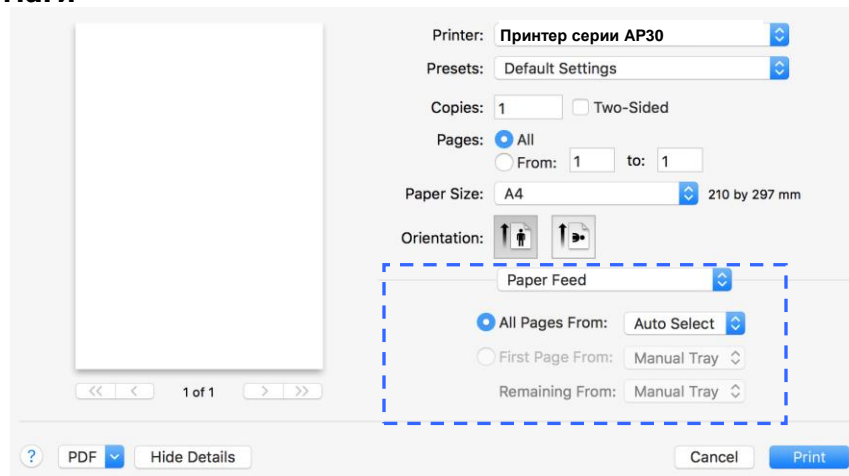 Printer: Принтер серии AP30
Presets: Default Settings
Copies: 1 Two-Sided
Pages: All
From: 1 to: 1
Paper Size: A4 210 by 297 mm
Orientation:
Paper Feed
All Pages From: Auto Select
First Page From: Manual Tray
Remaining From: Manual Tray
<< < 1 of 1 > >>
? PDF Hide Details Cancel Print